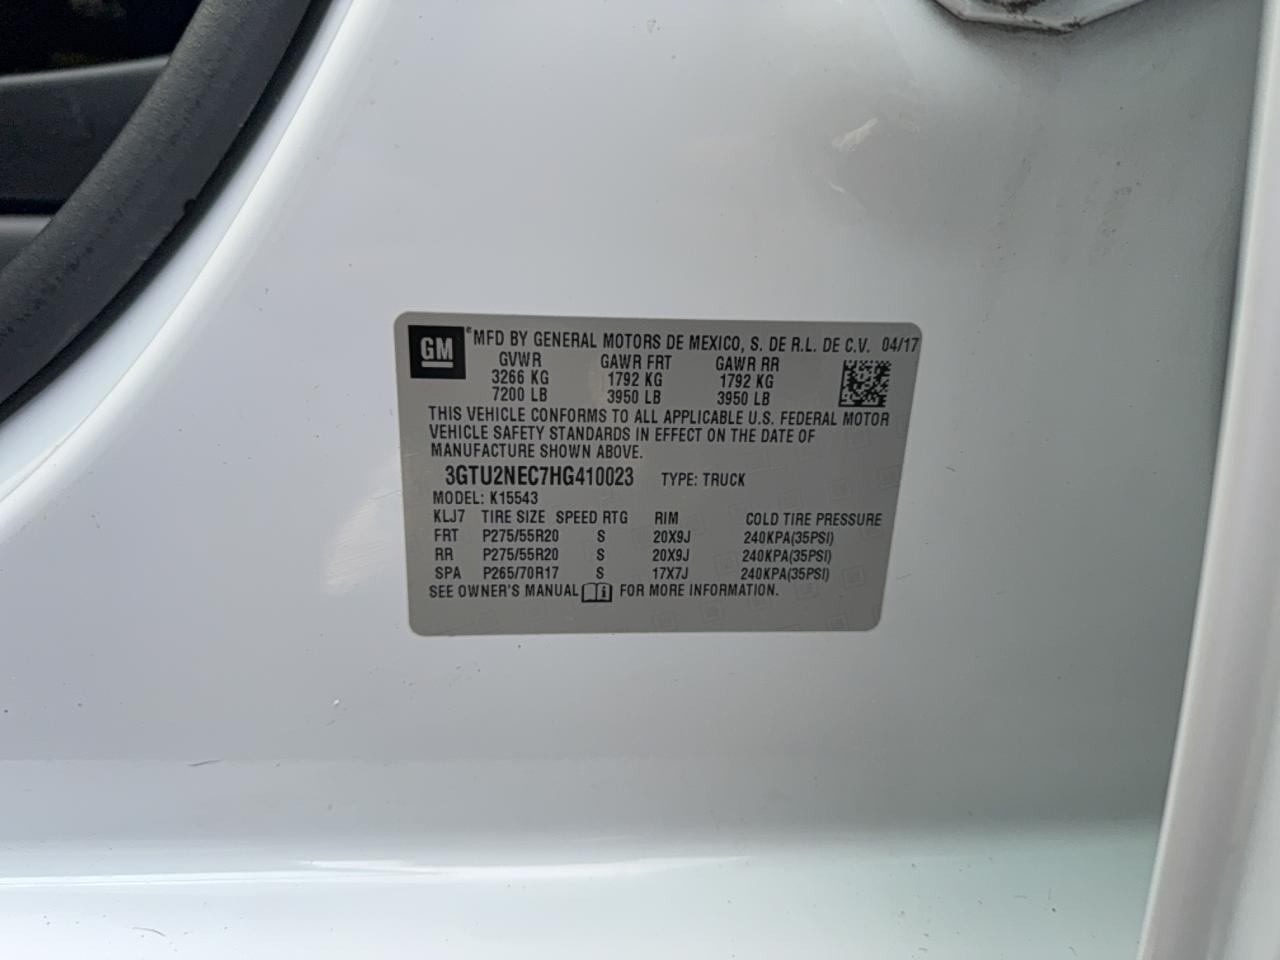 GM ® MFD BY GENERAL MOTORS DE MEXICO, S. DE R.L. DE C.V. 04/17
GVWR GAWR FRT GAWR RR
3266 KG 1792 KG 1792 KG
7200 LB 3950 LB 3950 LB
THIS VEHICLE CONFORMS TO ALL APPLICABLE U.S. FEDERAL MOTOR
VEHICLE SAFETY STANDARDS IN EFFECT ON THE DATE OF
MANUFACTURE SHOWN ABOVE.
3GTU2NEC7HG410023 TYPE: TRUCK
MODEL: K15543
KLJ7 TIRE SIZE SPEED RTG RIM COLD TIRE PRESSURE
FRT P275/55R20 S 20X9J 240KPA(35PSI)
RR P275/55R20 S 20X9J 240KPA(35PSI)
SPA P265/70R17 S 17X7J 240KPA(35PSI)
SEE OWNER'S MANUAL i FOR MORE INFORMATION.